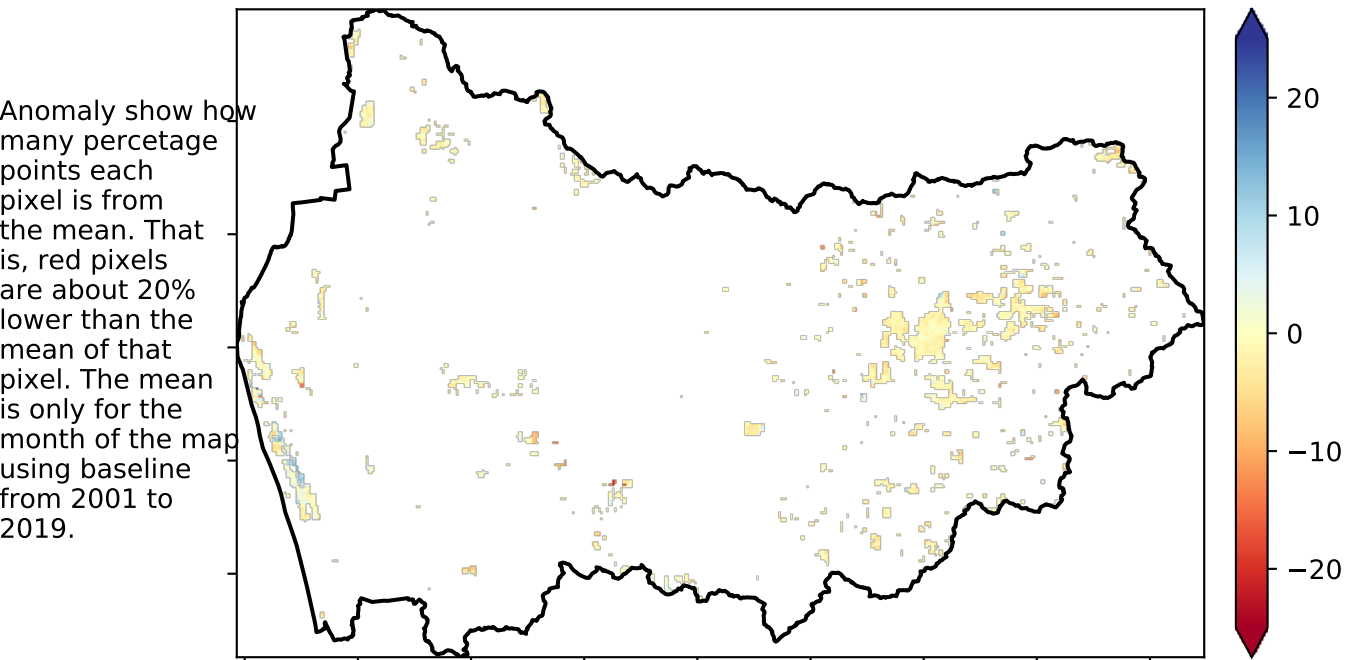 Anomaly show how
many percetage
points each
pixel is from
the mean. That
is, red pixels
are about 20%
lower than the
mean of that
pixel. The mean
is only for the
month of the map
using baseline
from 2001 to
2019.
20
10
0
−10
−20